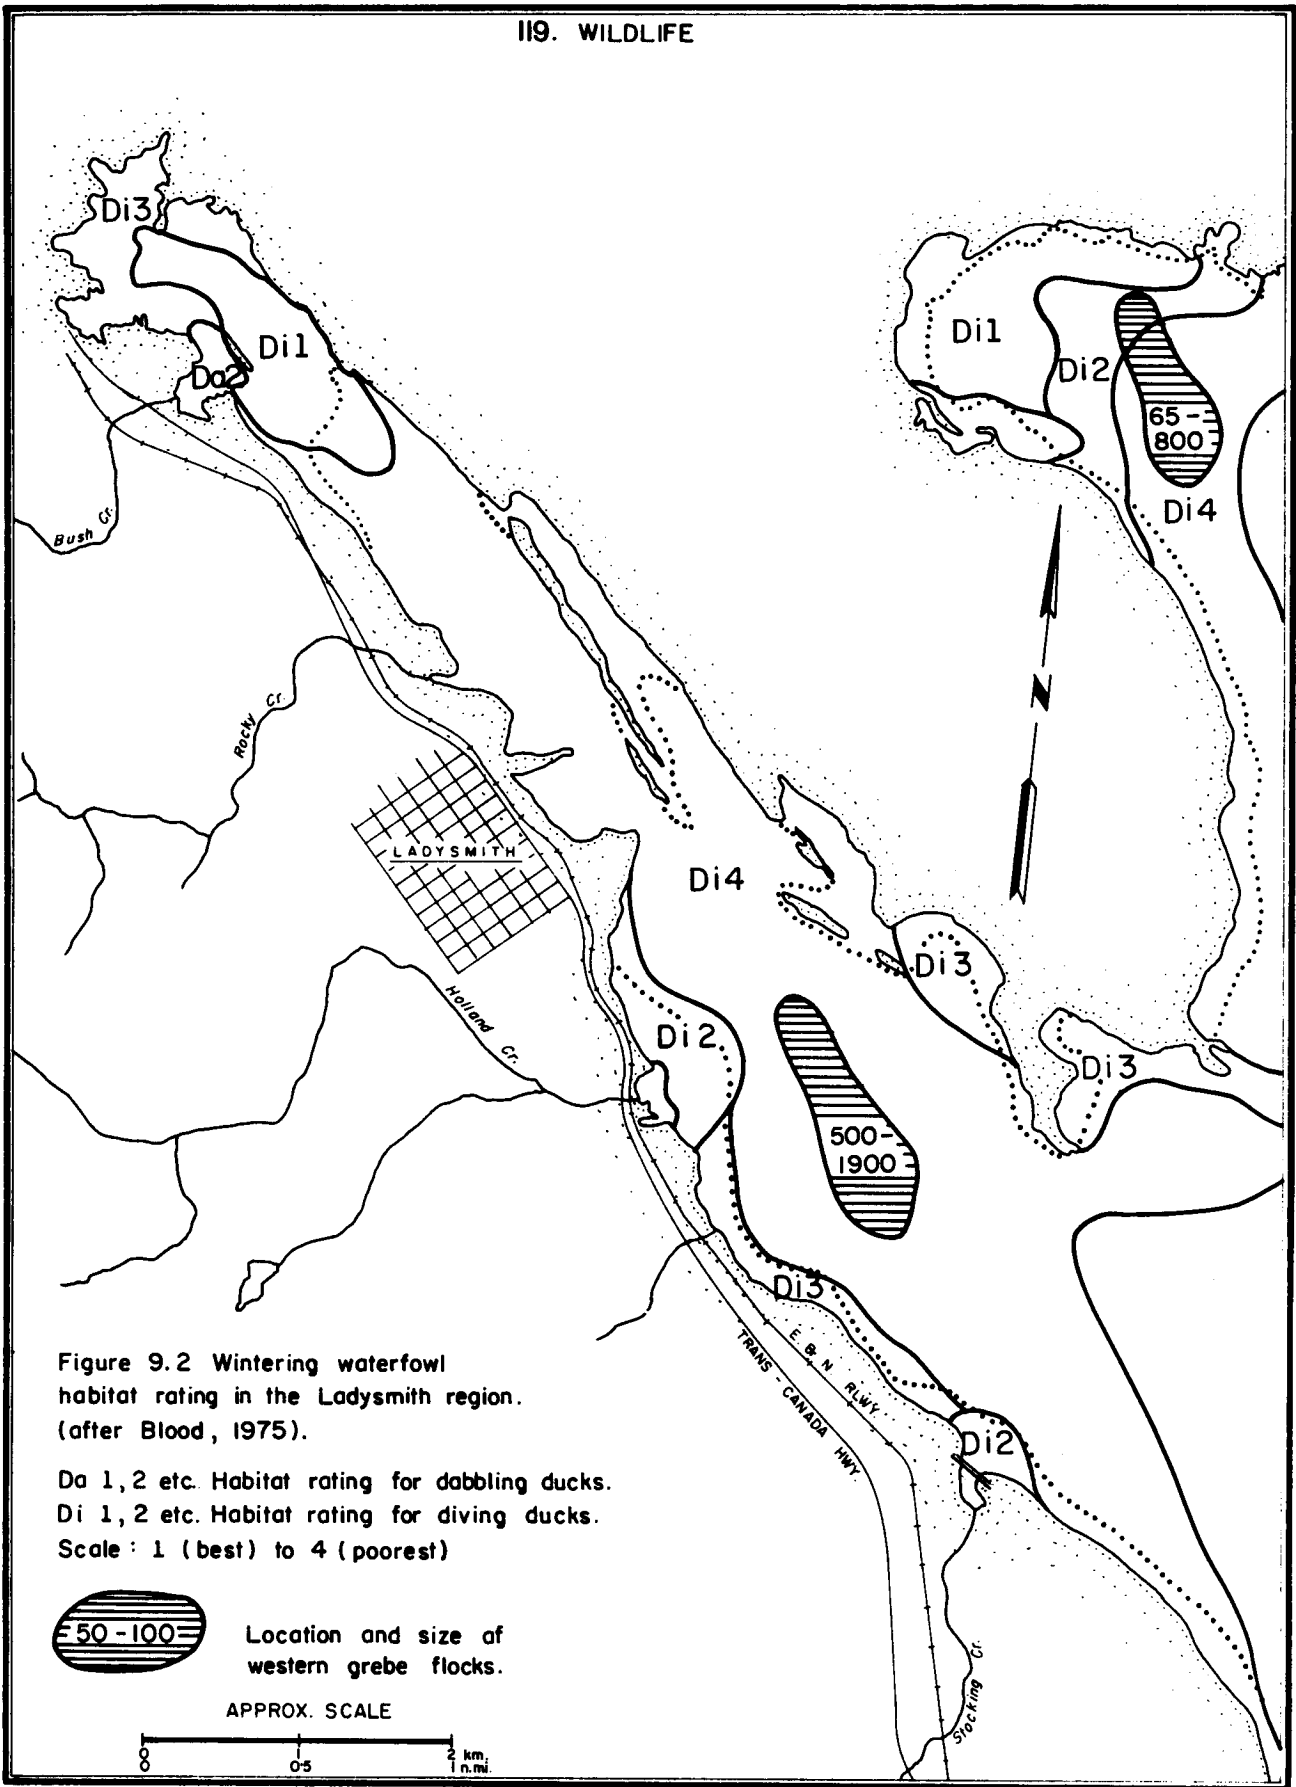 119. WILDLIFE
Di3
Di1
Da2
Di1
Di2
65-
800
Di4
Bush Cr.
Rocky Cr.
N
LADYSMITH
Di4
Di3
Holland Cr.
Di2
Di3
500-
1900
Di3
E & N RLWY.
TRANS-CANADA HWY.
Di2
Stocking Cr.
Figure 9.2 Wintering waterfowl
habitat rating in the Ladysmith region.
(after Blood, 1975).
Da 1, 2 etc. Habitat rating for dabbling ducks.
Di 1, 2 etc. Habitat rating for diving ducks.
Scale : 1 (best) to 4 (poorest)
50-100
Location and size of
western grebe flocks.
APPROX. SCALE
0 2 km.
0 0·5 1 n.mi.